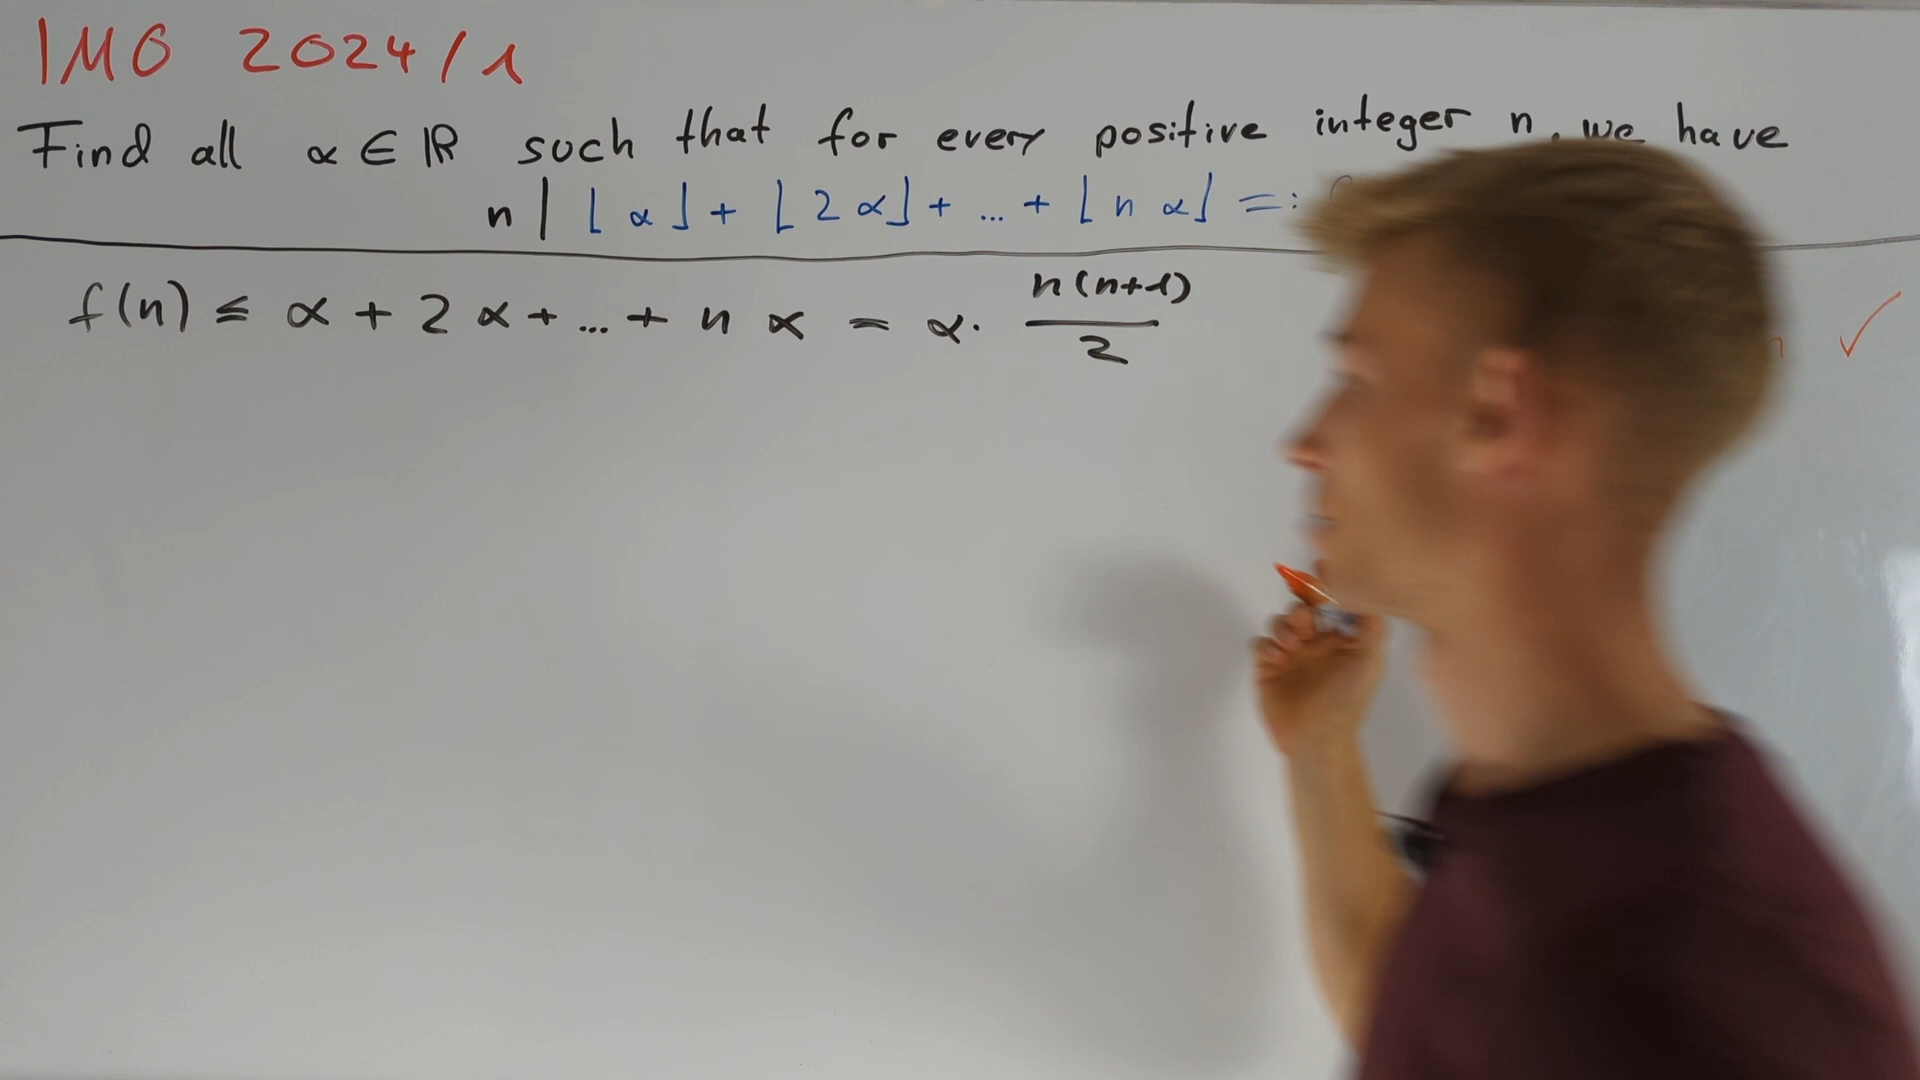 IMO 2024/1
Find all α ∈ ℝ such that for every positive integer n, we have
n | ⌊α⌋ + ⌊2α⌋ + ... + ⌊nα⌋ =:
f(n) ≤ α + 2α + ... + nα = α · n(n+1)/2
✓